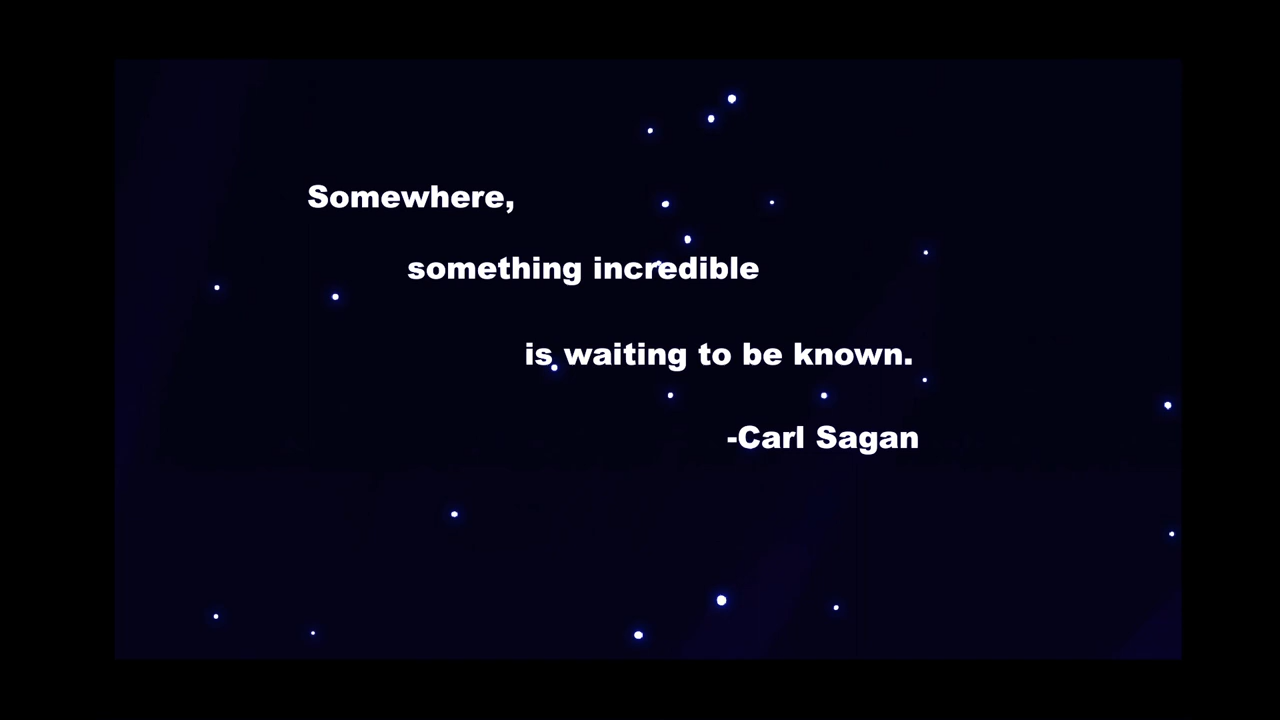 Somewhere,
something incredible
is waiting to be known.
-Carl Sagan